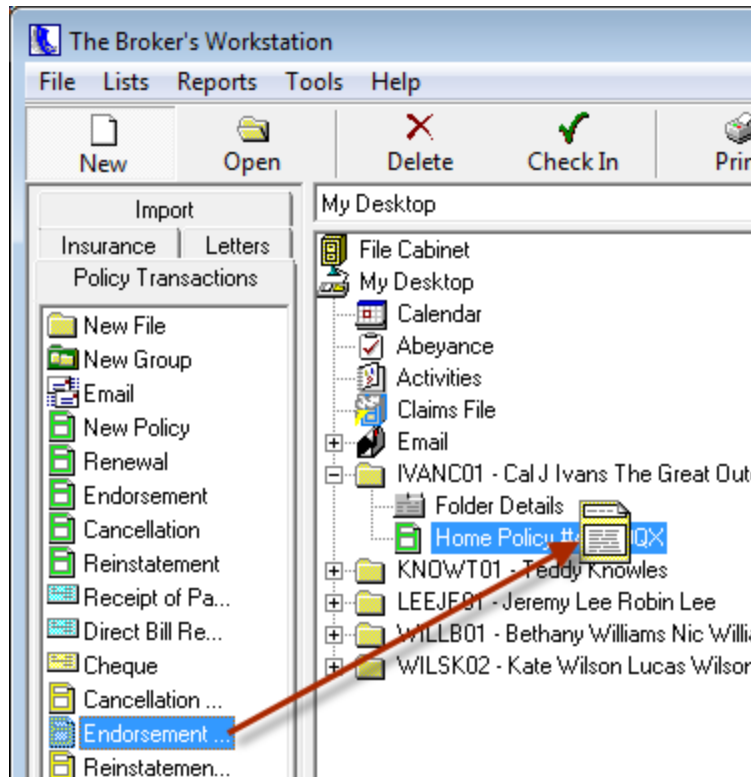 The Broker's Workstation
File Lists Reports Tools Help
New Open Delete Check In Prin
Import
Insurance Letters
Policy Transactions
New File
New Group
Email
New Policy
Renewal
Endorsement
Cancellation
Reinstatement
Receipt of Pa...
Direct Bill Re...
Cheque
Cancellation ...
Endorsement ...
Reinstatemen...
My Desktop
File Cabinet
My Desktop
Calendar
Abeyance
Activities
Claims File
Email
IVANC01 - Cal J Ivans The Great Out
Folder Details
Home Policy
KNOWT01 - Teddy Knowles
LEEJE01 - Jeremy Lee Robin Lee
WILLB01 - Bethany Williams Nic Willi
WILSK02 - Kate Wilson Lucas Wilson